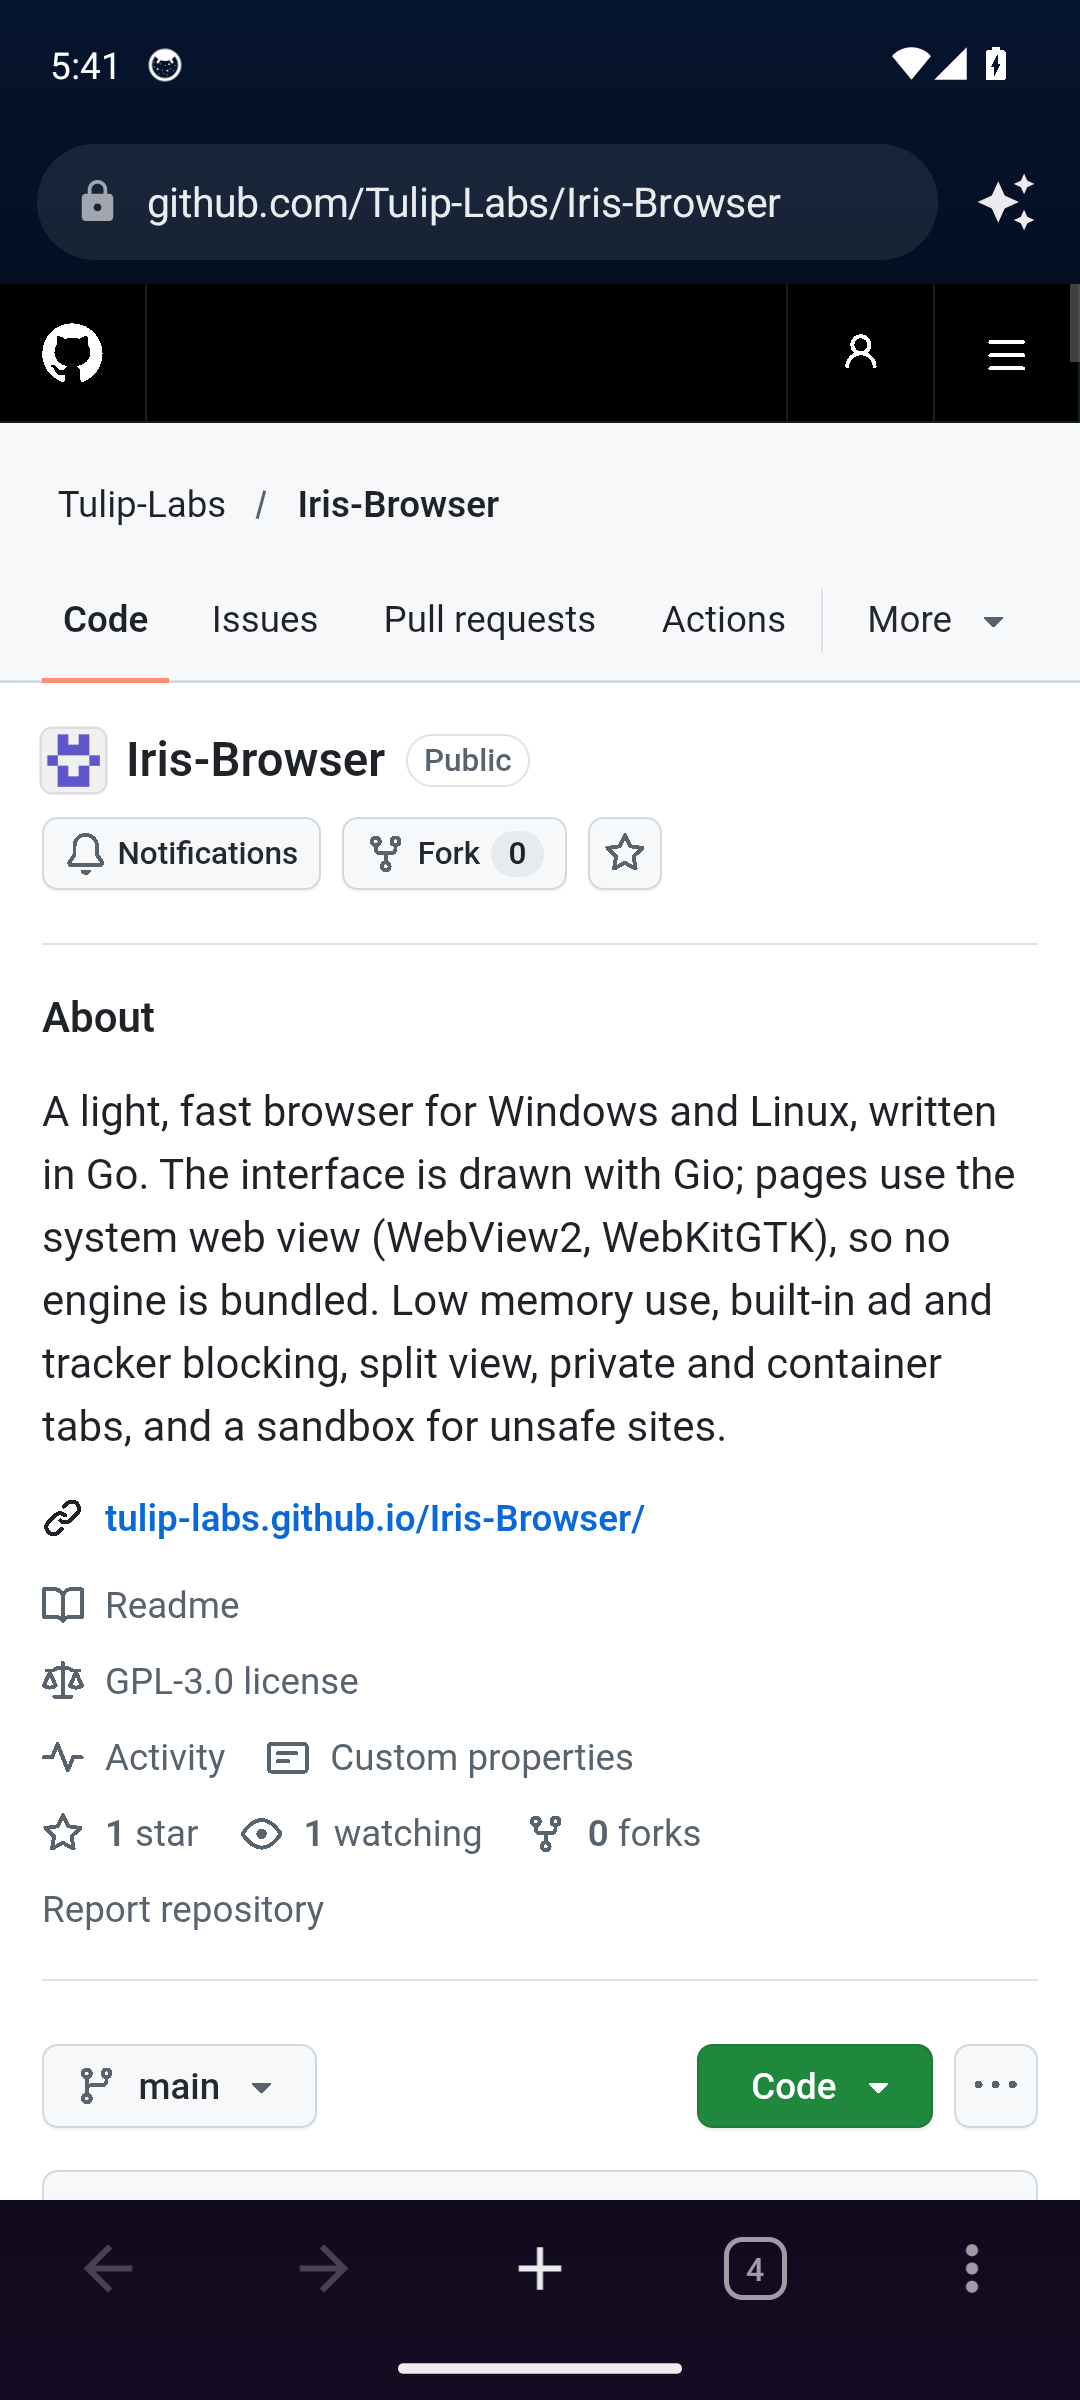 5:41
github.com/Tulip-Labs/Iris-Browser
Tulip-Labs / Iris-Browser
Code Issues Pull requests Actions More
Iris-Browser Public
Notifications Fork 0
About
A light, fast browser for Windows and Linux, written
in Go. The interface is drawn with Gio; pages use the
system web view (WebView2, WebKitGTK), so no
engine is bundled. Low memory use, built-in ad and
tracker blocking, split view, private and container
tabs, and a sandbox for unsafe sites.
tulip-labs.github.io/Iris-Browser/
Readme
GPL-3.0 license
Activity Custom properties
1 star 1 watching 0 forks
Report repository
main Code
4